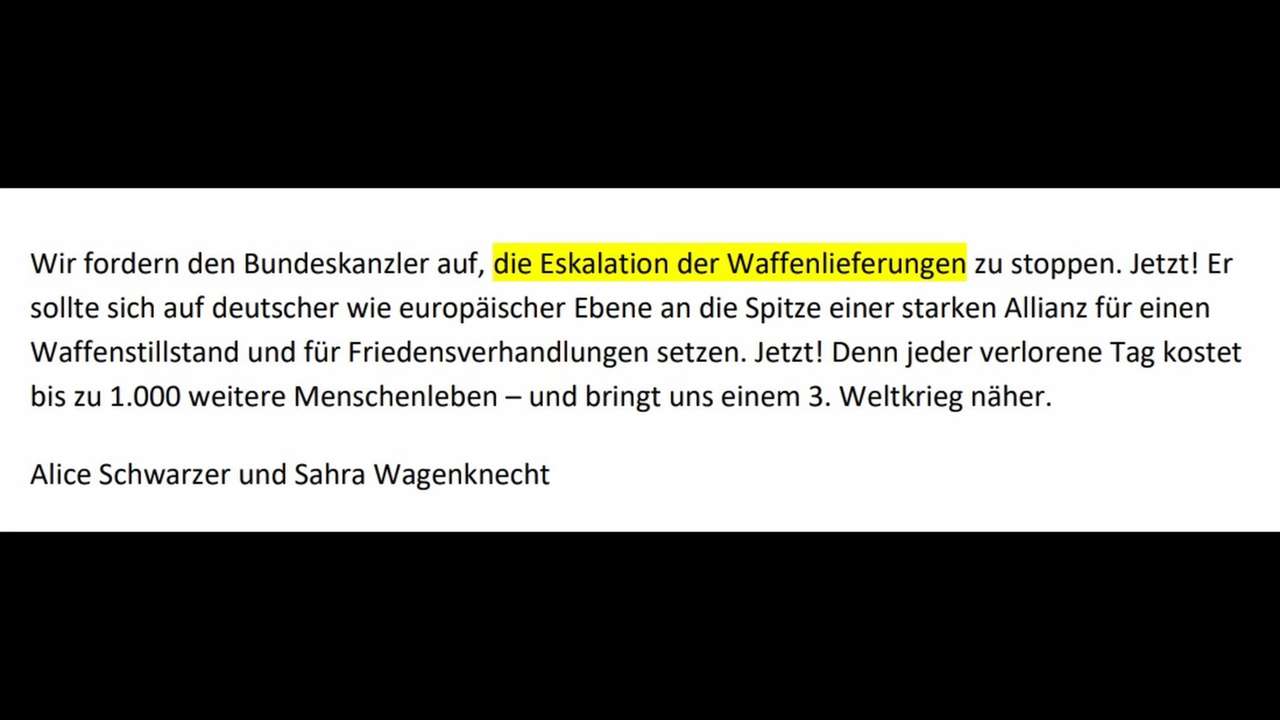 Wir fordern den Bundeskanzler auf, die Eskalation der Waffenlieferungen zu stoppen. Jetzt! Er
sollte sich auf deutscher wie europäischer Ebene an die Spitze einer starken Allianz für einen
Waffenstillstand und für Friedensverhandlungen setzen. Jetzt! Denn jeder verlorene Tag kostet
bis zu 1.000 weitere Menschenleben – und bringt uns einem 3. Weltkrieg näher.
Alice Schwarzer und Sahra Wagenknecht